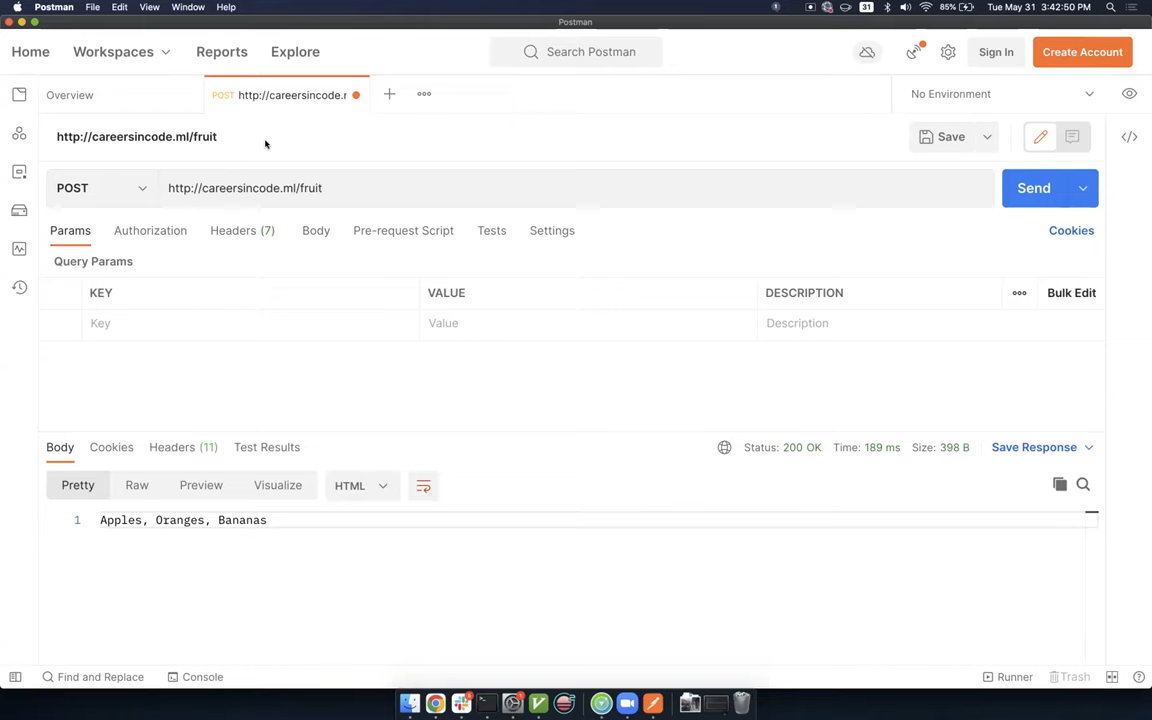 Postman File Edit View Window Help 31 85% Tue May 31 3:42:50 PM
Postman
Home Workspaces Reports Explore Search Postman Sign In Create Account
Overview POST http://careersincode.r No Environment
http://careersincode.ml/fruit Save
POST http://careersincode.ml/fruit Send
Params Authorization Headers (7) Body Pre-request Script Tests Settings Cookies
Query Params
KEY VALUE DESCRIPTION Bulk Edit
Key Value Description
Body Cookies Headers (11) Test Results Status: 200 OK Time: 189 ms Size: 398 B Save Response
Pretty Raw Preview Visualize HTML
1 Apples, Oranges, Bananas
Find and Replace Console Runner Trash